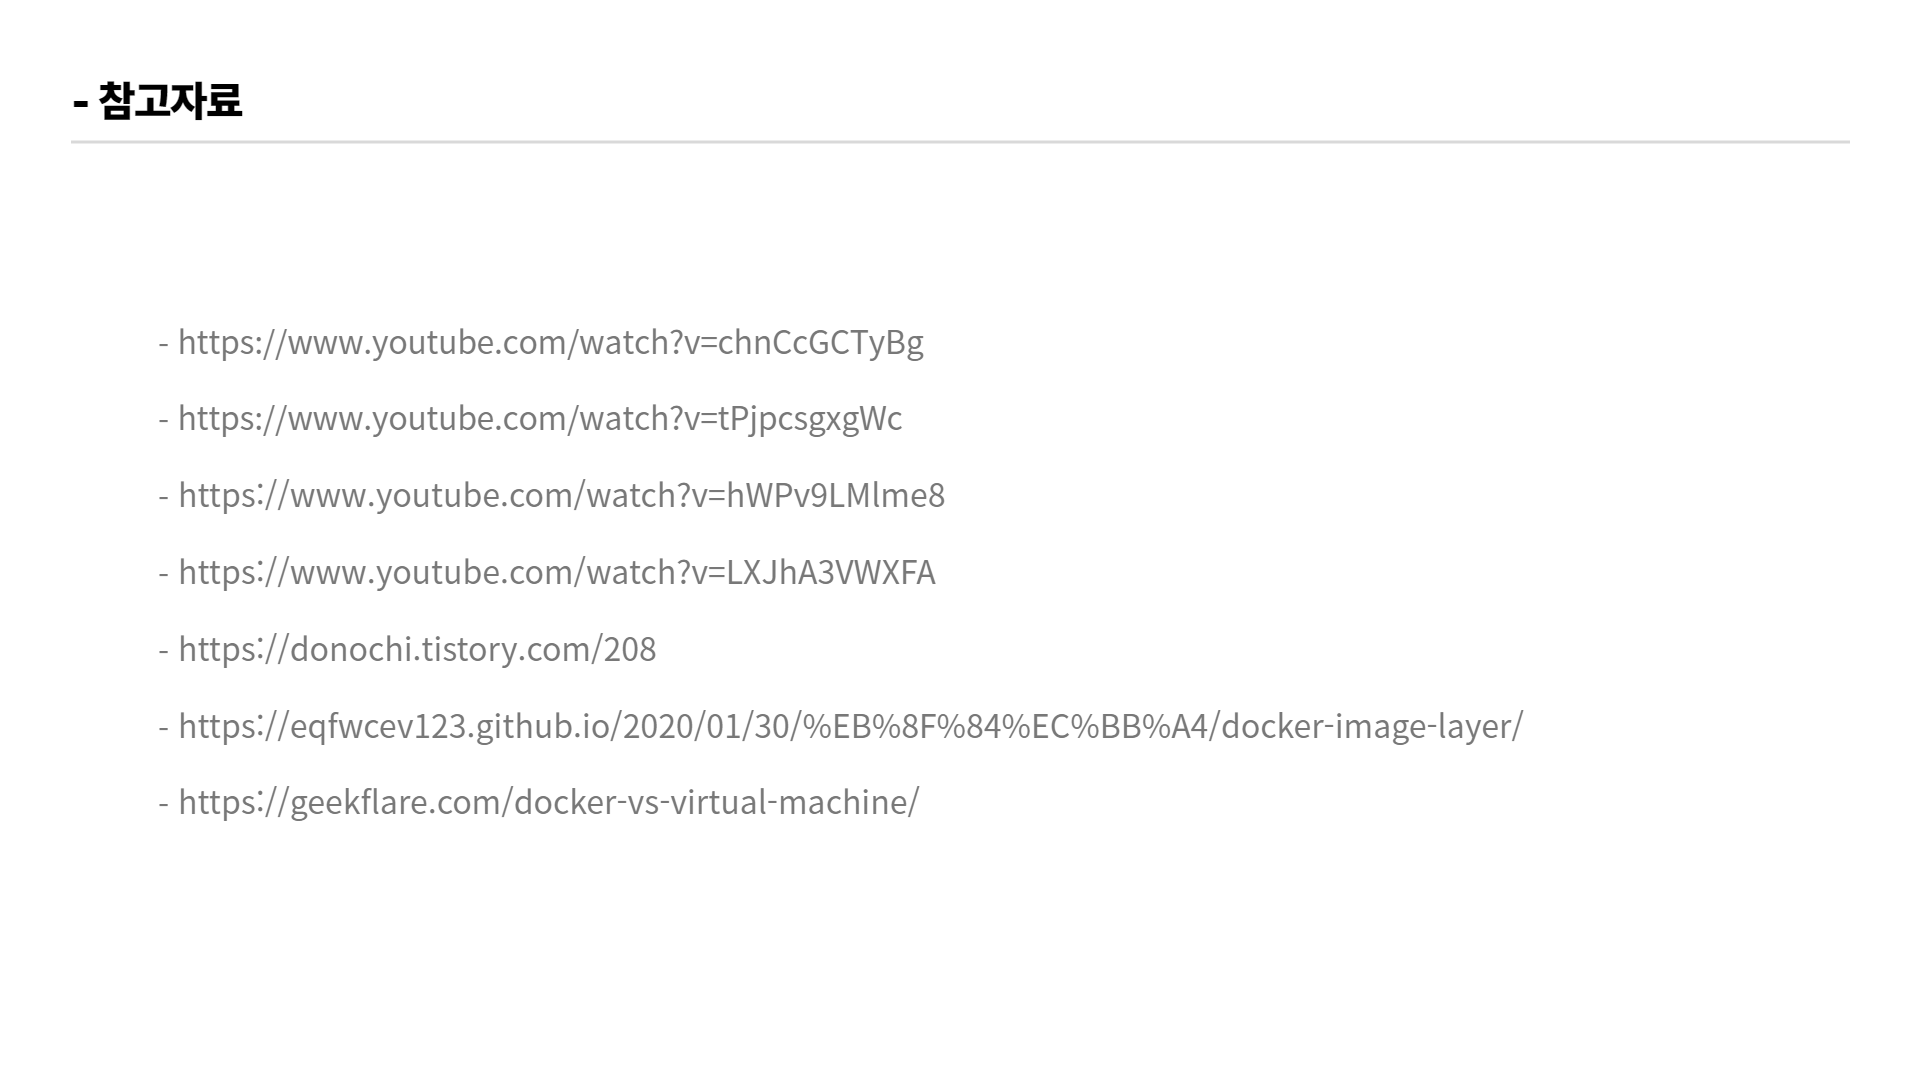 - 참고자료
- https://www.youtube.com/watch?v=chnCcGCTyBg
- https://www.youtube.com/watch?v=tPjpcsgxgWc
- https://www.youtube.com/watch?v=hWPv9LMlme8
- https://www.youtube.com/watch?v=LXJhA3VWXFA
- https://donochi.tistory.com/208
- https://eqfwcev123.github.io/2020/01/30/%EB%8F%84%EC%BB%A4/docker-image-layer/
- https://geekflare.com/docker-vs-virtual-machine/